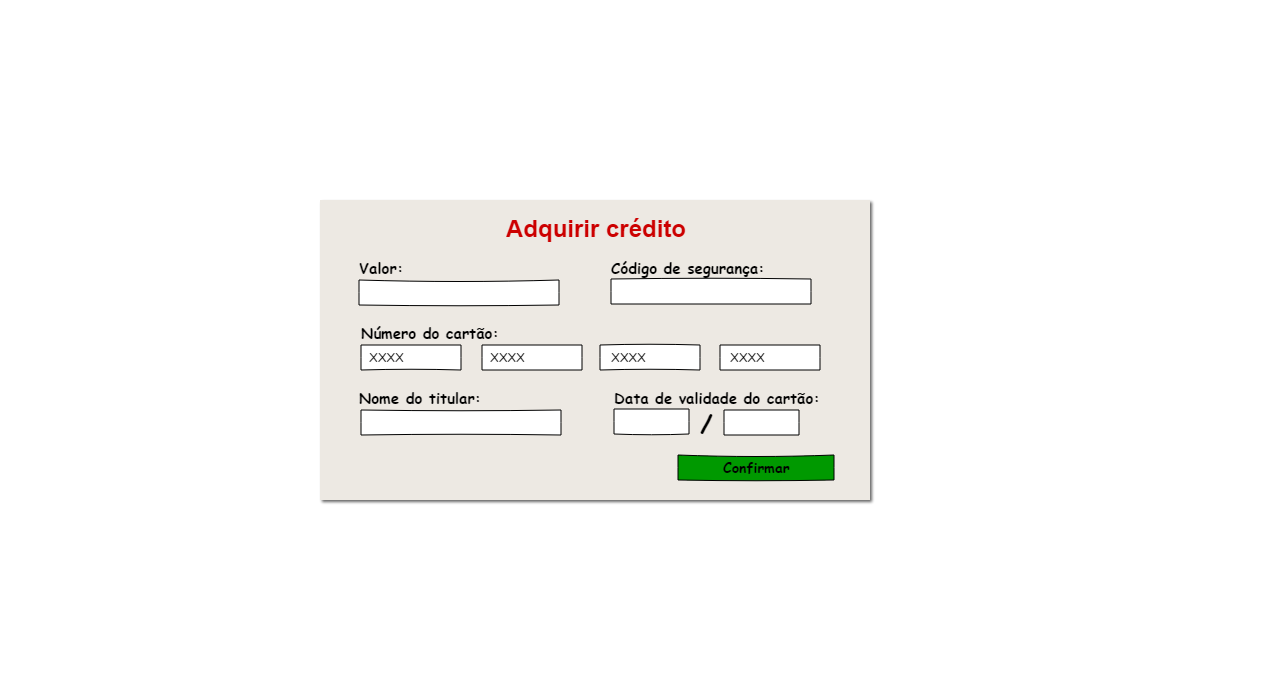 Adquirir crédito
Valor:
Código de segurança:
Número do cartão:
XXXX XXXX XXXX XXXX
Nome do titular:
Data de validade do cartão:
/
Confirmar